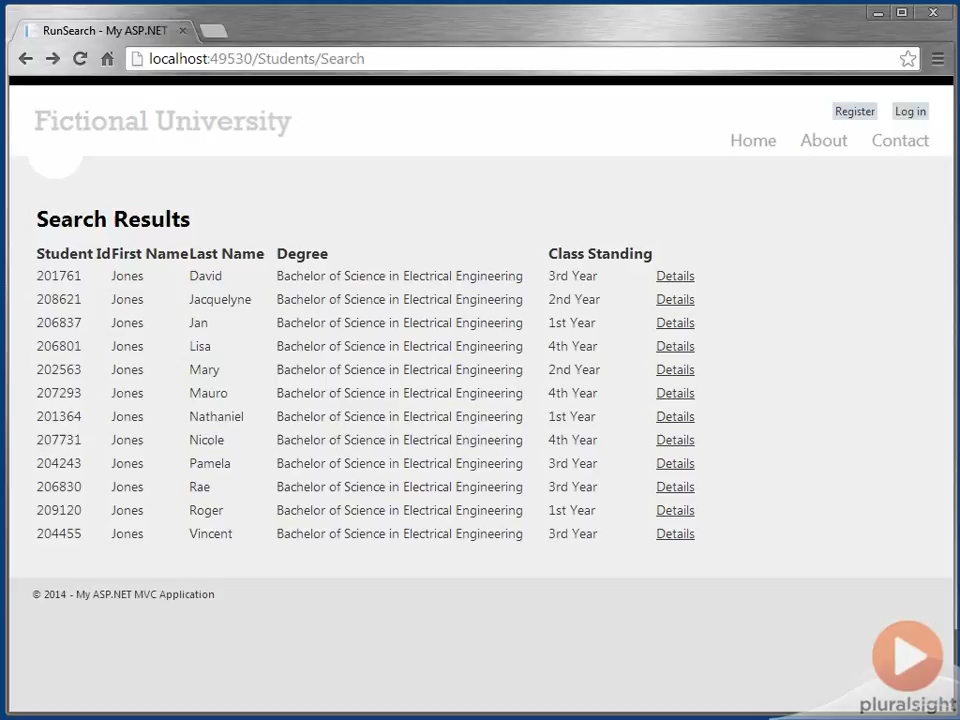 RunSearch - My ASP.NET
localhost:49530/Students/Search
Register Log in
Fictional University
Home About Contact
Search Results
Student Id First Name Last Name Degree Class Standing
201761 Jones David Bachelor of Science in Electrical Engineering 3rd Year Details
208621 Jones Jacquelyne Bachelor of Science in Electrical Engineering 2nd Year Details
206837 Jones Jan Bachelor of Science in Electrical Engineering 1st Year Details
206801 Jones Lisa Bachelor of Science in Electrical Engineering 4th Year Details
202563 Jones Mary Bachelor of Science in Electrical Engineering 2nd Year Details
207293 Jones Mauro Bachelor of Science in Electrical Engineering 4th Year Details
201364 Jones Nathaniel Bachelor of Science in Electrical Engineering 1st Year Details
207731 Jones Nicole Bachelor of Science in Electrical Engineering 4th Year Details
204243 Jones Pamela Bachelor of Science in Electrical Engineering 3rd Year Details
206830 Jones Rae Bachelor of Science in Electrical Engineering 3rd Year Details
209120 Jones Roger Bachelor of Science in Electrical Engineering 1st Year Details
204455 Jones Vincent Bachelor of Science in Electrical Engineering 3rd Year Details
© 2014 - My ASP.NET MVC Application
pluralsight